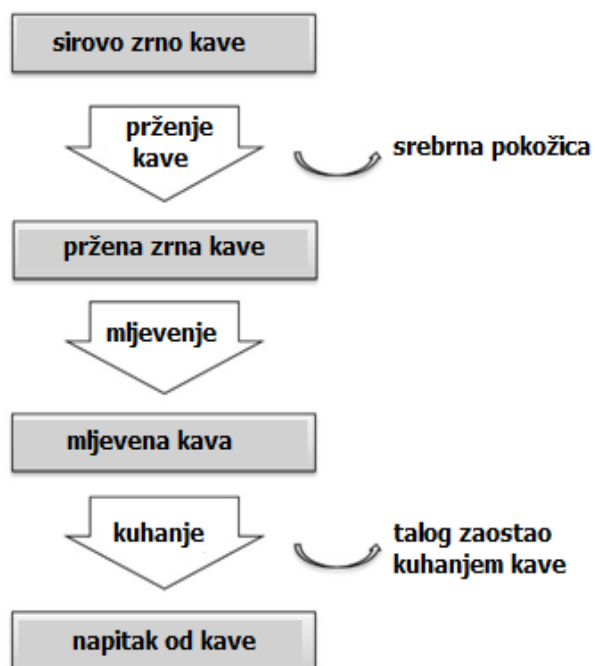 sirovo zrno kave
prženje
kave
srebrna pokožica
pržena zrna kave
mljevenje
mljevena kava
kuhanje
talog zaostao
kuhanjem kave
napitak od kave